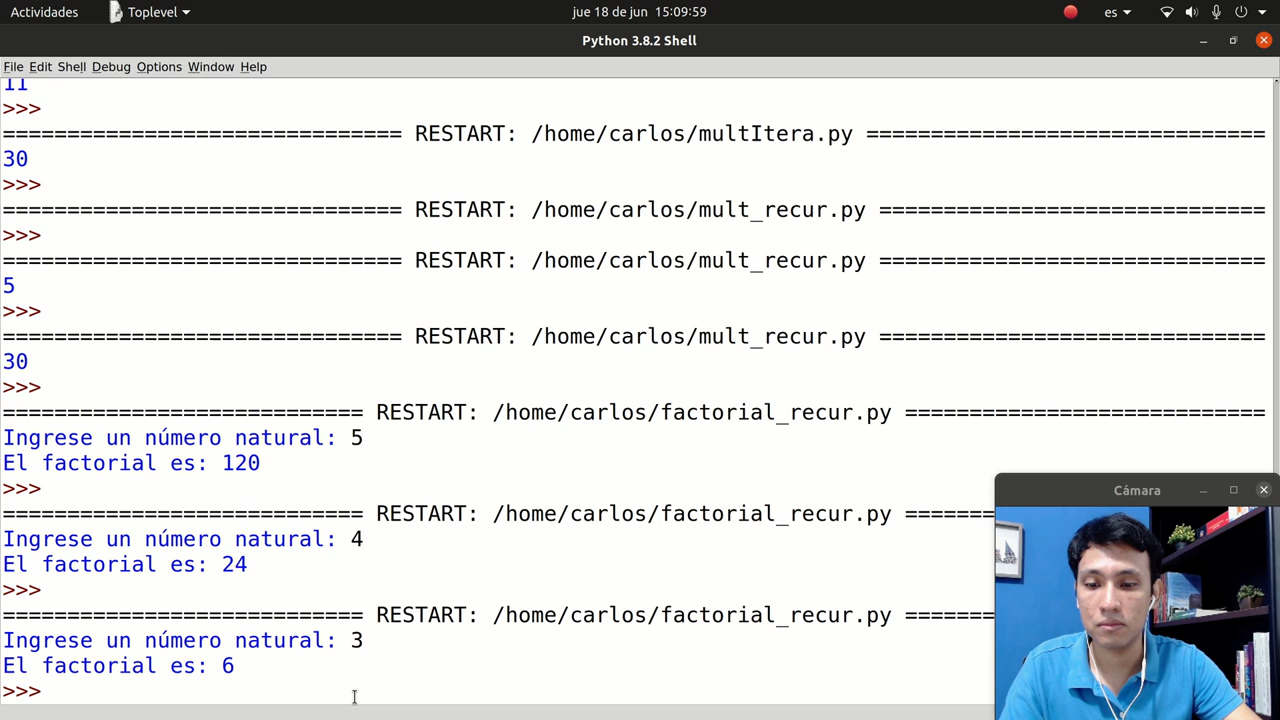 Actividades Toplevel jue 18 de jun 15:09:59 es
Python 3.8.2 Shell
File Edit Shell Debug Options Window Help
11
>>>
=============================== RESTART: /home/carlos/multItera.py ===============================
30
>>>
=============================== RESTART: /home/carlos/mult_recur.py ==============================
>>>
=============================== RESTART: /home/carlos/mult_recur.py ==============================
5
>>>
=============================== RESTART: /home/carlos/mult_recur.py ==============================
30
>>>
============================ RESTART: /home/carlos/factorial_recur.py ============================
Ingrese un número natural: 5
El factorial es: 120
>>>
============================ RESTART: /home/carlos/factorial_recur.py =======
Ingrese un número natural: 4
El factorial es: 24
>>>
============================ RESTART: /home/carlos/factorial_recur.py =======
Ingrese un número natural: 3
El factorial es: 6
>>>
Cámara